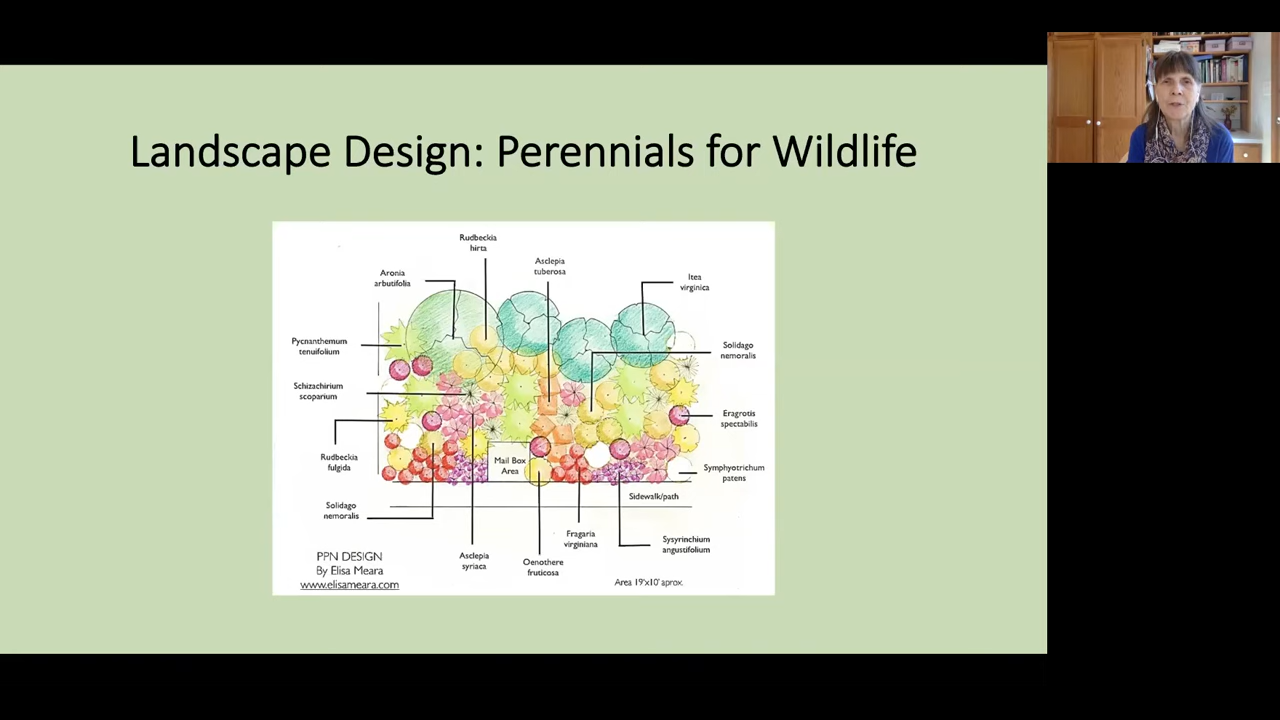 Landscape Design: Perennials for Wildlife
Rudbeckia
hirta
Asclepia
tuberosa
Aronia
arbutifolia
Itea
virginica
Pycnanthemum
tenuifolium
Solidago
nemoralis
Schizachirium
scoparium
Eragrotis
spectabilis
Rudbeckia
fulgida
Mail Box
Area
Symphyotrichum
patens
Sidewalk/path
Solidago
nemoralis
Fragaria
virginiana
Sysyrinchium
angustifolium
Asclepia
syriaca
Oenothere
fruticosa
PPN DESIGN
By Elisa Meara
www.elisameara.com
Area 19'x10' aprox.